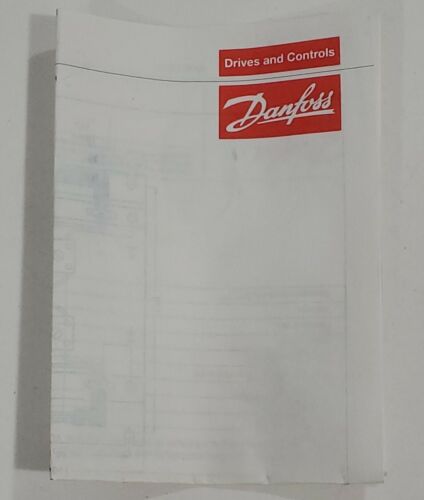 Drives and Controls
Danfoss